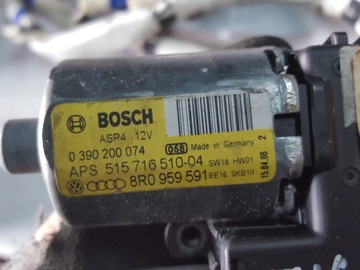 BOSCH
ASP4 12V
0 390 200 074 058 Made in Germany 2
APS 515 716 510-04 SW18 HW01
8R0 959 591 EE16 SKB10
15.04.08